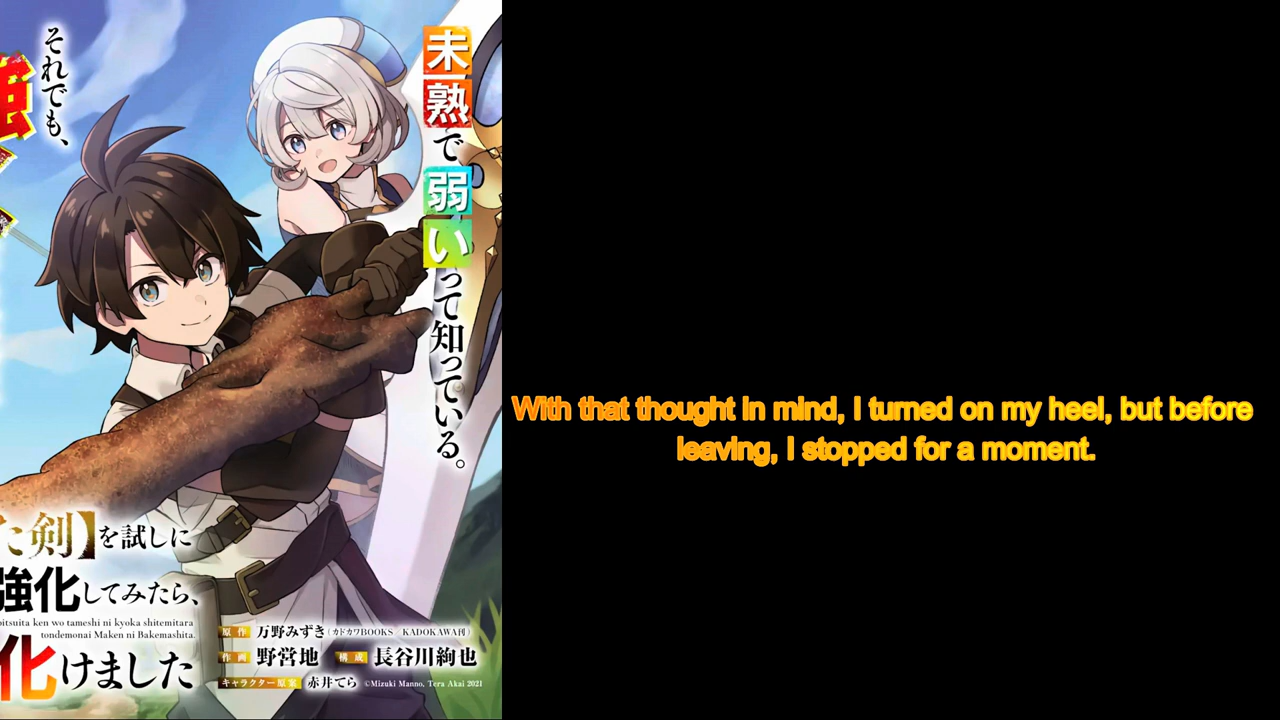 未熟で弱いって知っている。
それでも、
強
た剣】を試しに
強化してみたら、
oitsuita ken wo tameshi ni kyoka shitemitara
tondemonai Maken ni Bakemashita.
化けました
原作 万野みずき(カドカワBOOKS/KADOKAWA刊)
作画 野営地 構成 長谷川絢也
キャラクター原案 赤井てら ©Mizuki Manno, Tera Akai 2021
With that thought in mind, I turned on my heel, but before
leaving, I stopped for a moment.